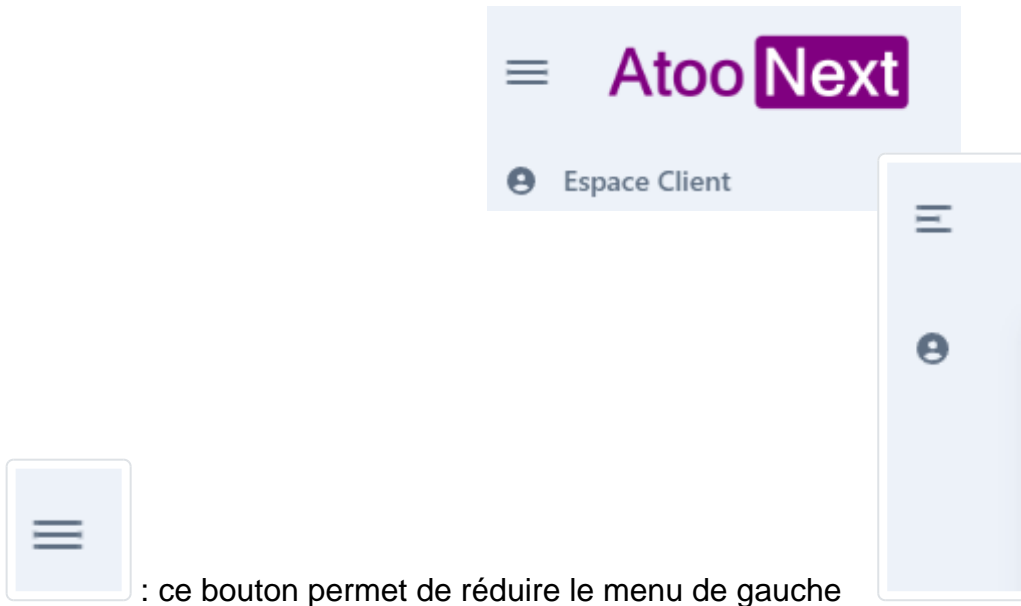 Atoo Next
Espace Client
: ce bouton permet de réduire le menu de gauche